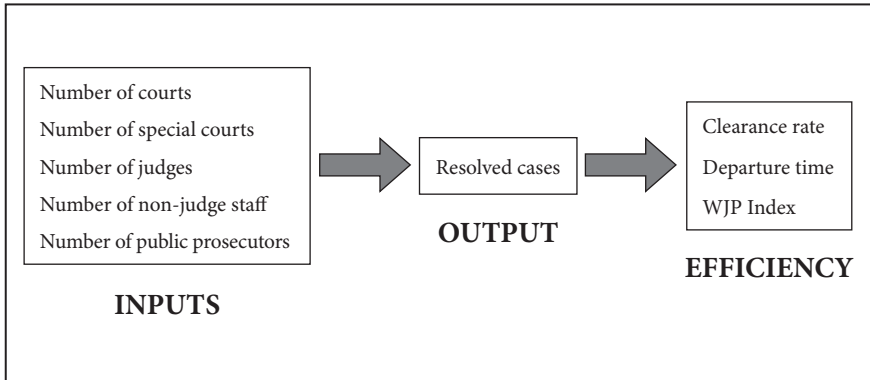 Number of courts
Number of special courts
Number of judges
Number of non-judge staff
Number of public prosecutors
INPUTS
Resolved cases
OUTPUT
Clearance rate
Departure time
WJP Index
EFFICIENCY